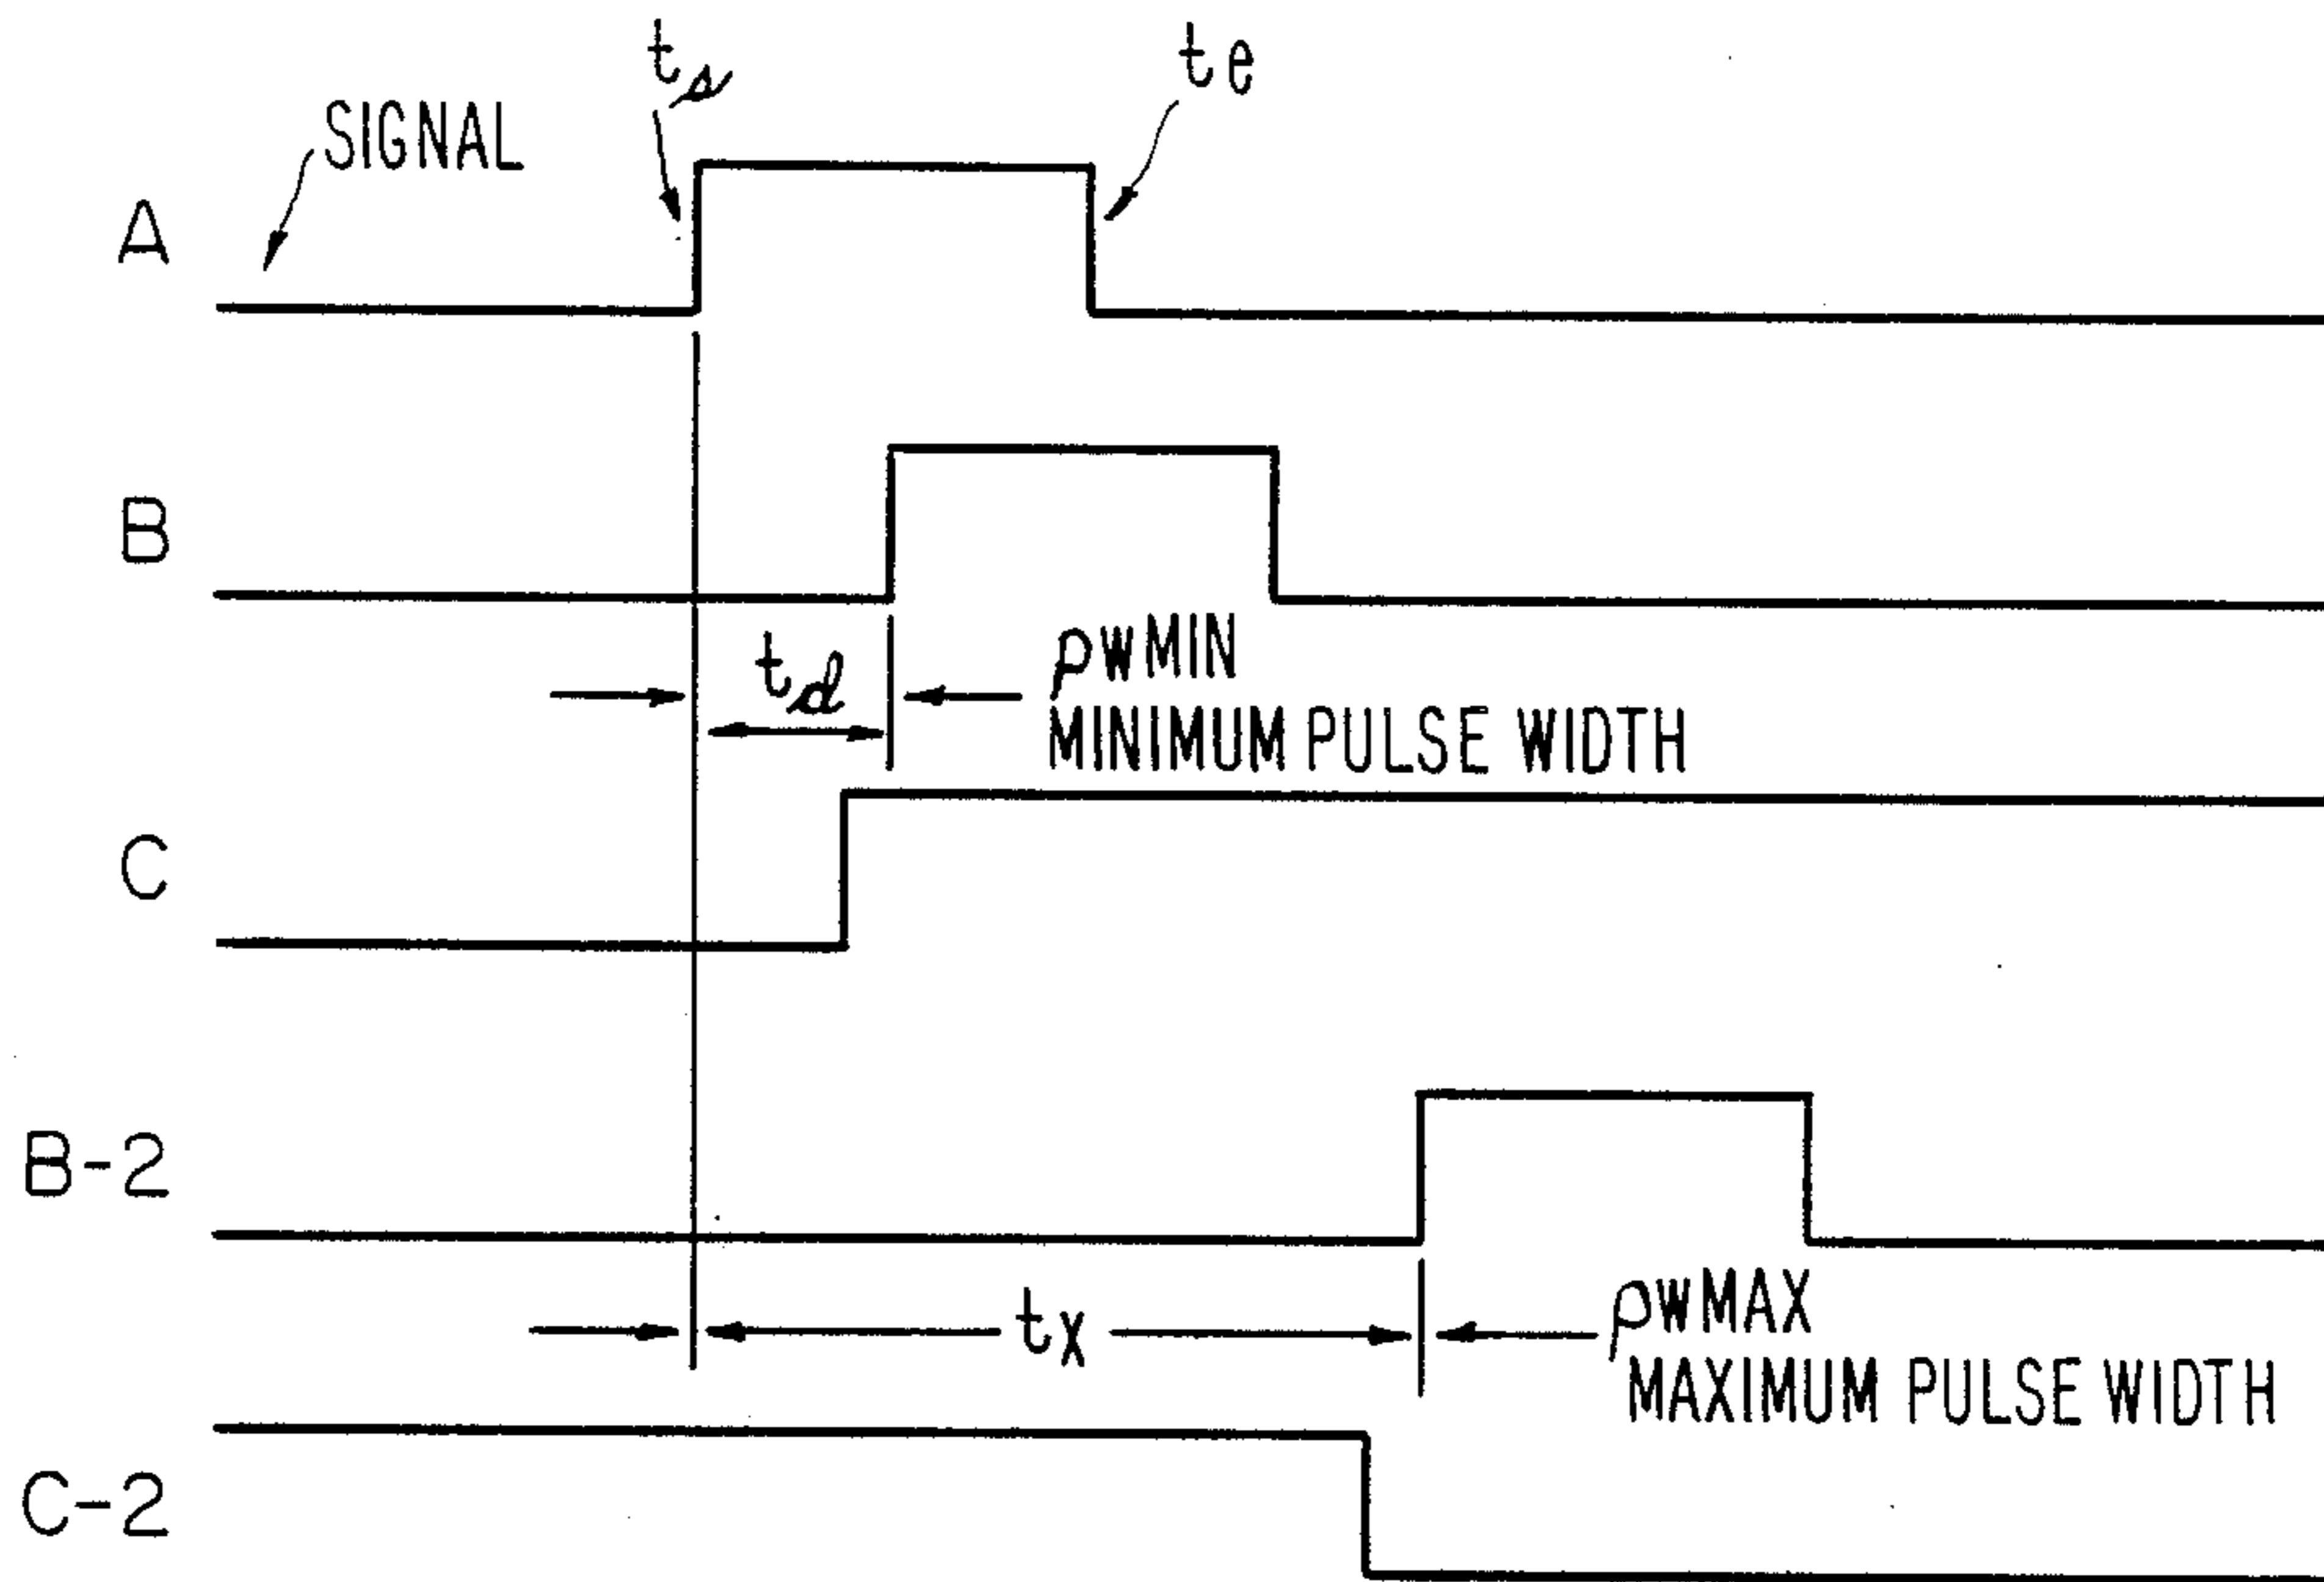 ts
te
SIGNAL
A
B
td
ρWMIN
MINIMUM PULSE WIDTH
C
B-2
tx
ρWMAX
MAXIMUM PULSE WIDTH
C-2